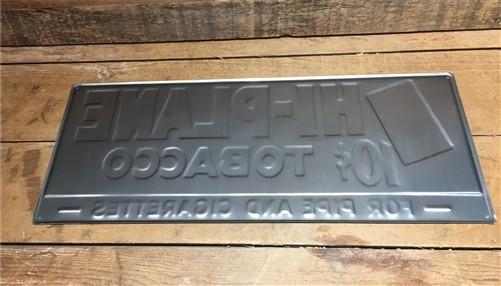 HI-PLANE
10¢ TOBACCO
— FOR PIPE AND CIGARETTES —